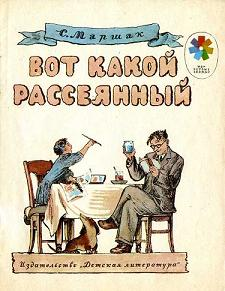 С. Маршак
ВОТ КАКОЙ
РАССЕЯННЫЙ
Издательство „Детская литература“